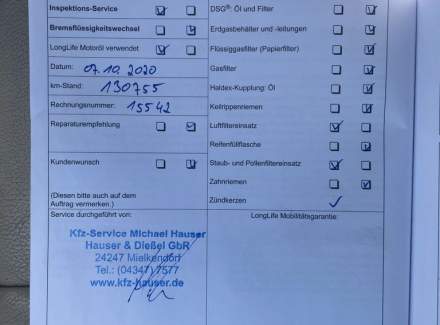 Inspektions-Service
Bremsflüssigkeitswechsel
LongLife Motoröl verwendet
Datum: 07.10.2020
km-Stand: 130755
Rechnungsnummer: 15542
Reparaturempfehlung
Kundenwunsch
(Diesen bitte auch auf dem
Auftrag vermerken.)
Service durchgeführt von:
Kfz-Service Michael Hauser
Hauser & Dießel GbR
24247 Mielkendorf
Tel.: (04347) 7577
www.kfz-hauser.de
DSG®: Öl und Filter
Erdgasbehälter und -leitungen
Flüssiggasfilter (Papierfilter)
Gasfilter
Haldex-Kupplung: Öl
Keilrippenriemen
Luftfiltereinsatz
Reifenfüllflasche
Staub- und Pollenfiltereinsatz
Zahnriemen
Zündkerzen
LongLife Mobilitätsgarantie: